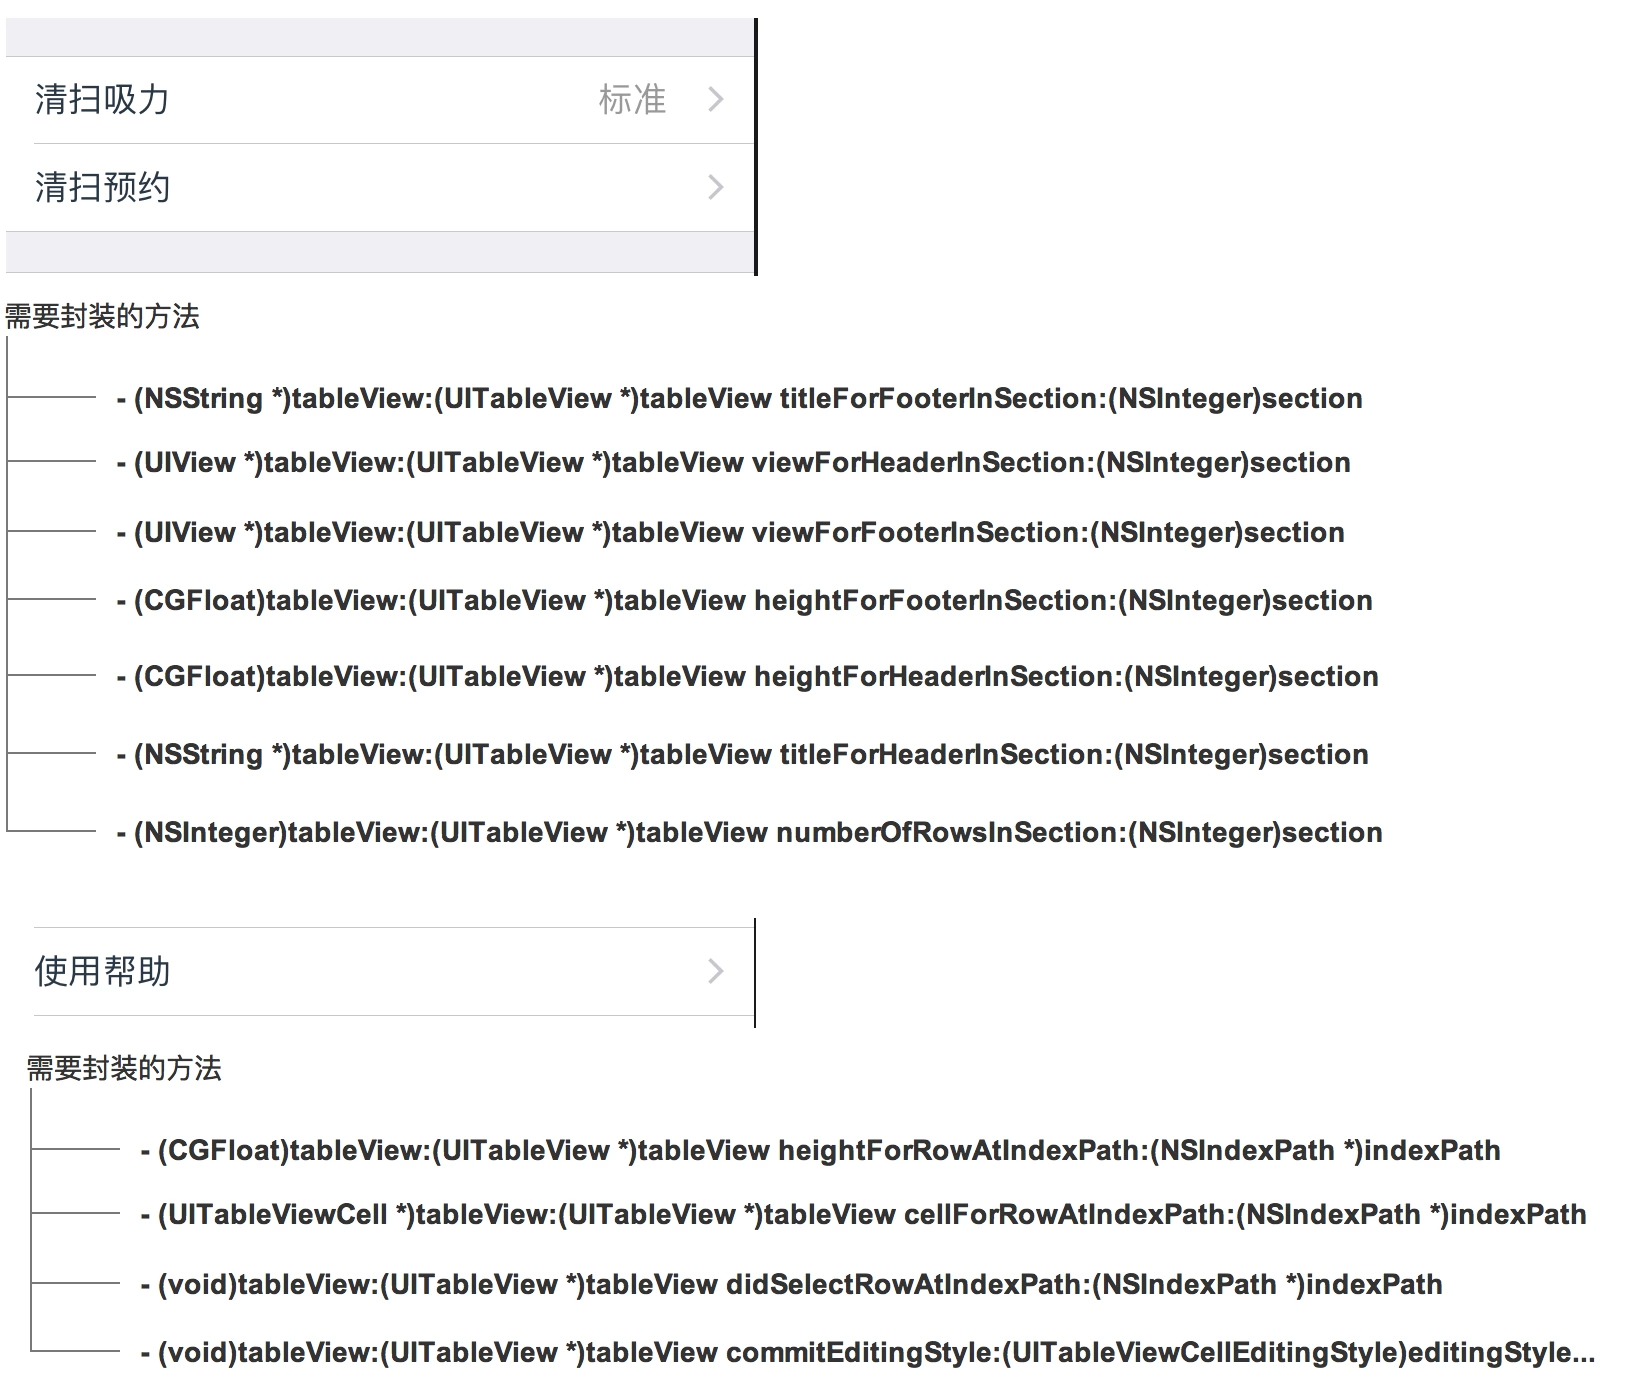 清扫吸力 标准
清扫预约
需要封装的方法
- (NSString *)tableView:(UITableView *)tableView titleForFooterInSection:(NSInteger)section
- (UIView *)tableView:(UITableView *)tableView viewForHeaderInSection:(NSInteger)section
- (UIView *)tableView:(UITableView *)tableView viewForFooterInSection:(NSInteger)section
- (CGFloat)tableView:(UITableView *)tableView heightForFooterInSection:(NSInteger)section
- (CGFloat)tableView:(UITableView *)tableView heightForHeaderInSection:(NSInteger)section
- (NSString *)tableView:(UITableView *)tableView titleForHeaderInSection:(NSInteger)section
- (NSInteger)tableView:(UITableView *)tableView numberOfRowsInSection:(NSInteger)section
使用帮助
需要封装的方法
- (CGFloat)tableView:(UITableView *)tableView heightForRowAtIndexPath:(NSIndexPath *)indexPath
- (UITableViewCell *)tableView:(UITableView *)tableView cellForRowAtIndexPath:(NSIndexPath *)indexPath
- (void)tableView:(UITableView *)tableView didSelectRowAtIndexPath:(NSIndexPath *)indexPath
- (void)tableView:(UITableView *)tableView commitEditingStyle:(UITableViewCellEditingStyle)editingStyle...